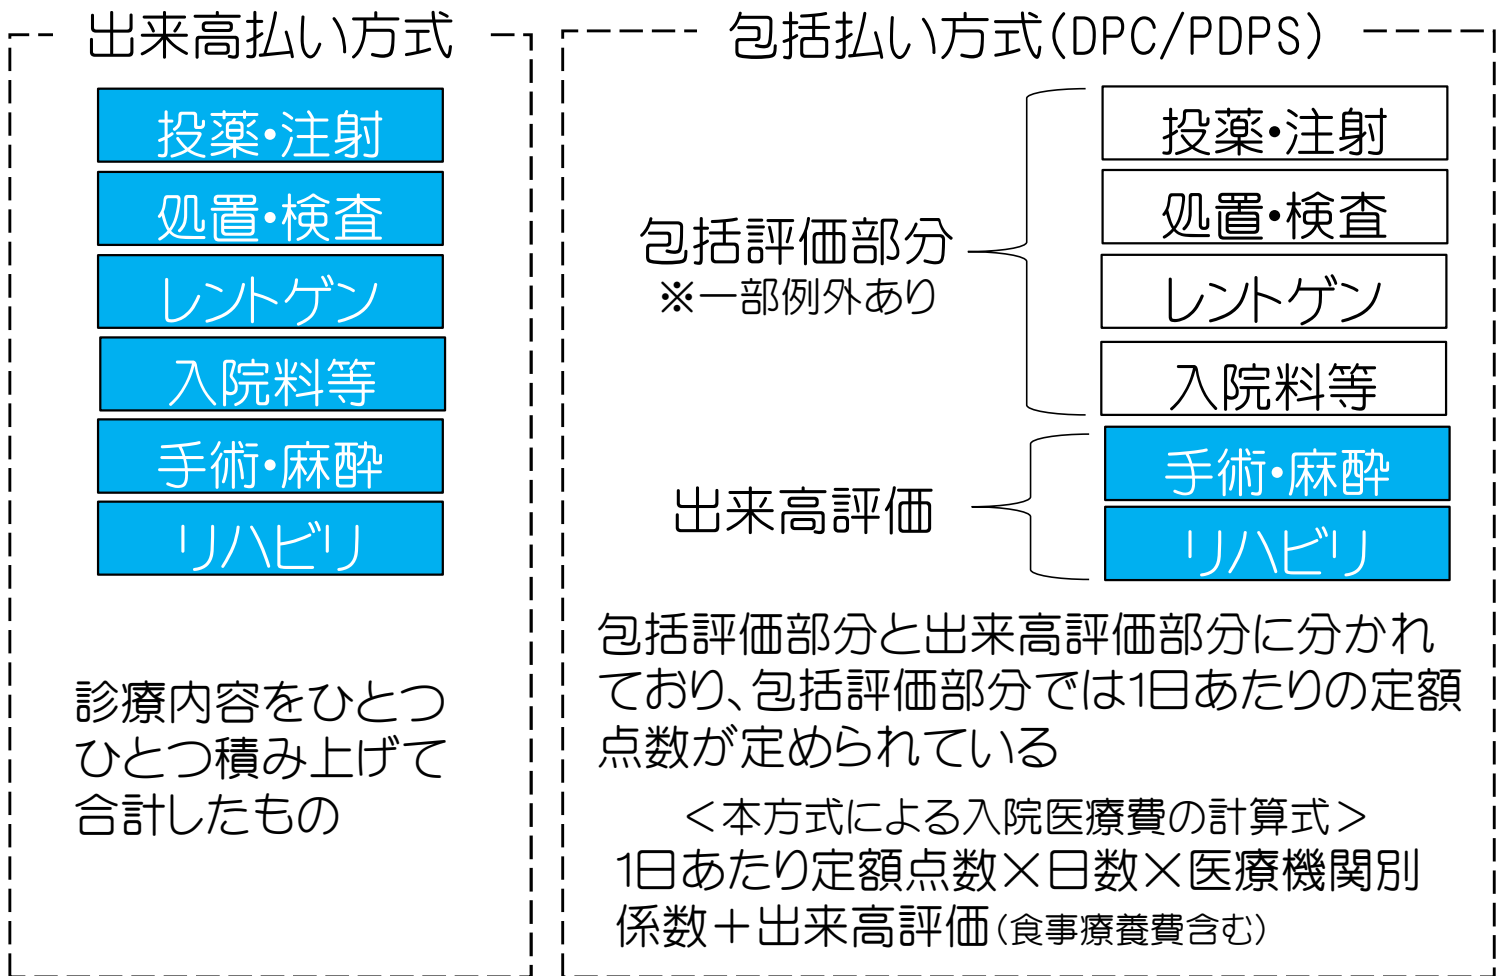 出来高払い方式
投薬・注射
処置・検査
レントゲン
入院料等
手術・麻酔
リハビリ
診療内容をひとつ
ひとつ積み上げて
合計したもの
包括払い方式(DPC/PDPS)
包括評価部分
※一部例外あり
投薬・注射
処置・検査
レントゲン
入院料等
出来高評価
手術・麻酔
リハビリ
包括評価部分と出来高評価部分に分かれ
ており、包括評価部分では1日あたりの定額
点数が定められている
<本方式による入院医療費の計算式>
1日あたり定額点数×日数×医療機関別
係数+出来高評価(食事療養費含む)